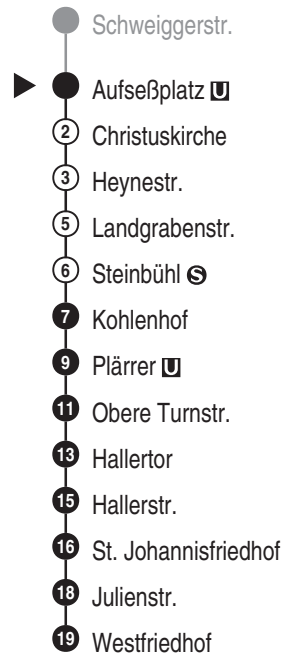 Schweiggerstr.
Aufseßplatz U
2 Christuskirche
3 Heynestr.
5 Landgrabenstr.
6 Steinbühl S
7 Kohlenhof
9 Plärrer U
11 Obere Turnstr.
13 Hallertor
15 Hallerstr.
16 St. Johannisfriedhof
18 Julienstr.
19 Westfriedhof